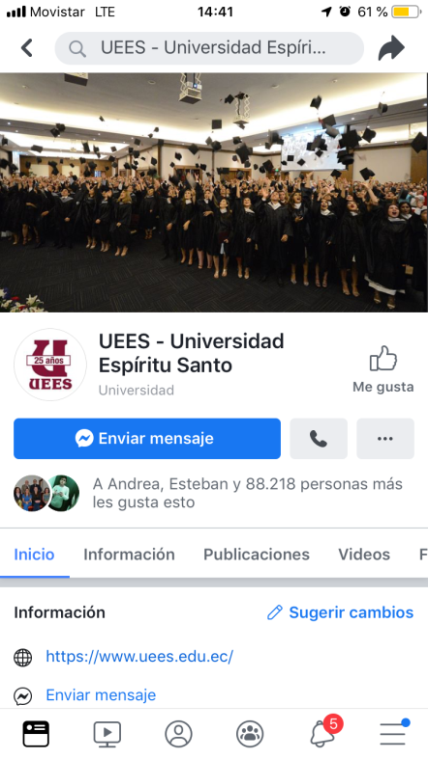 Movistar LTE 14:41 61 %
UEES - Universidad Espíri...
UEES - Universidad
Espíritu Santo
25 años
UEES
Universidad
Me gusta
Enviar mensaje
A Andrea, Esteban y 88.218 personas más
les gusta esto
Inicio Información Publicaciones Videos F
Información Sugerir cambios
https://www.uees.edu.ec/
Enviar mensaje
5